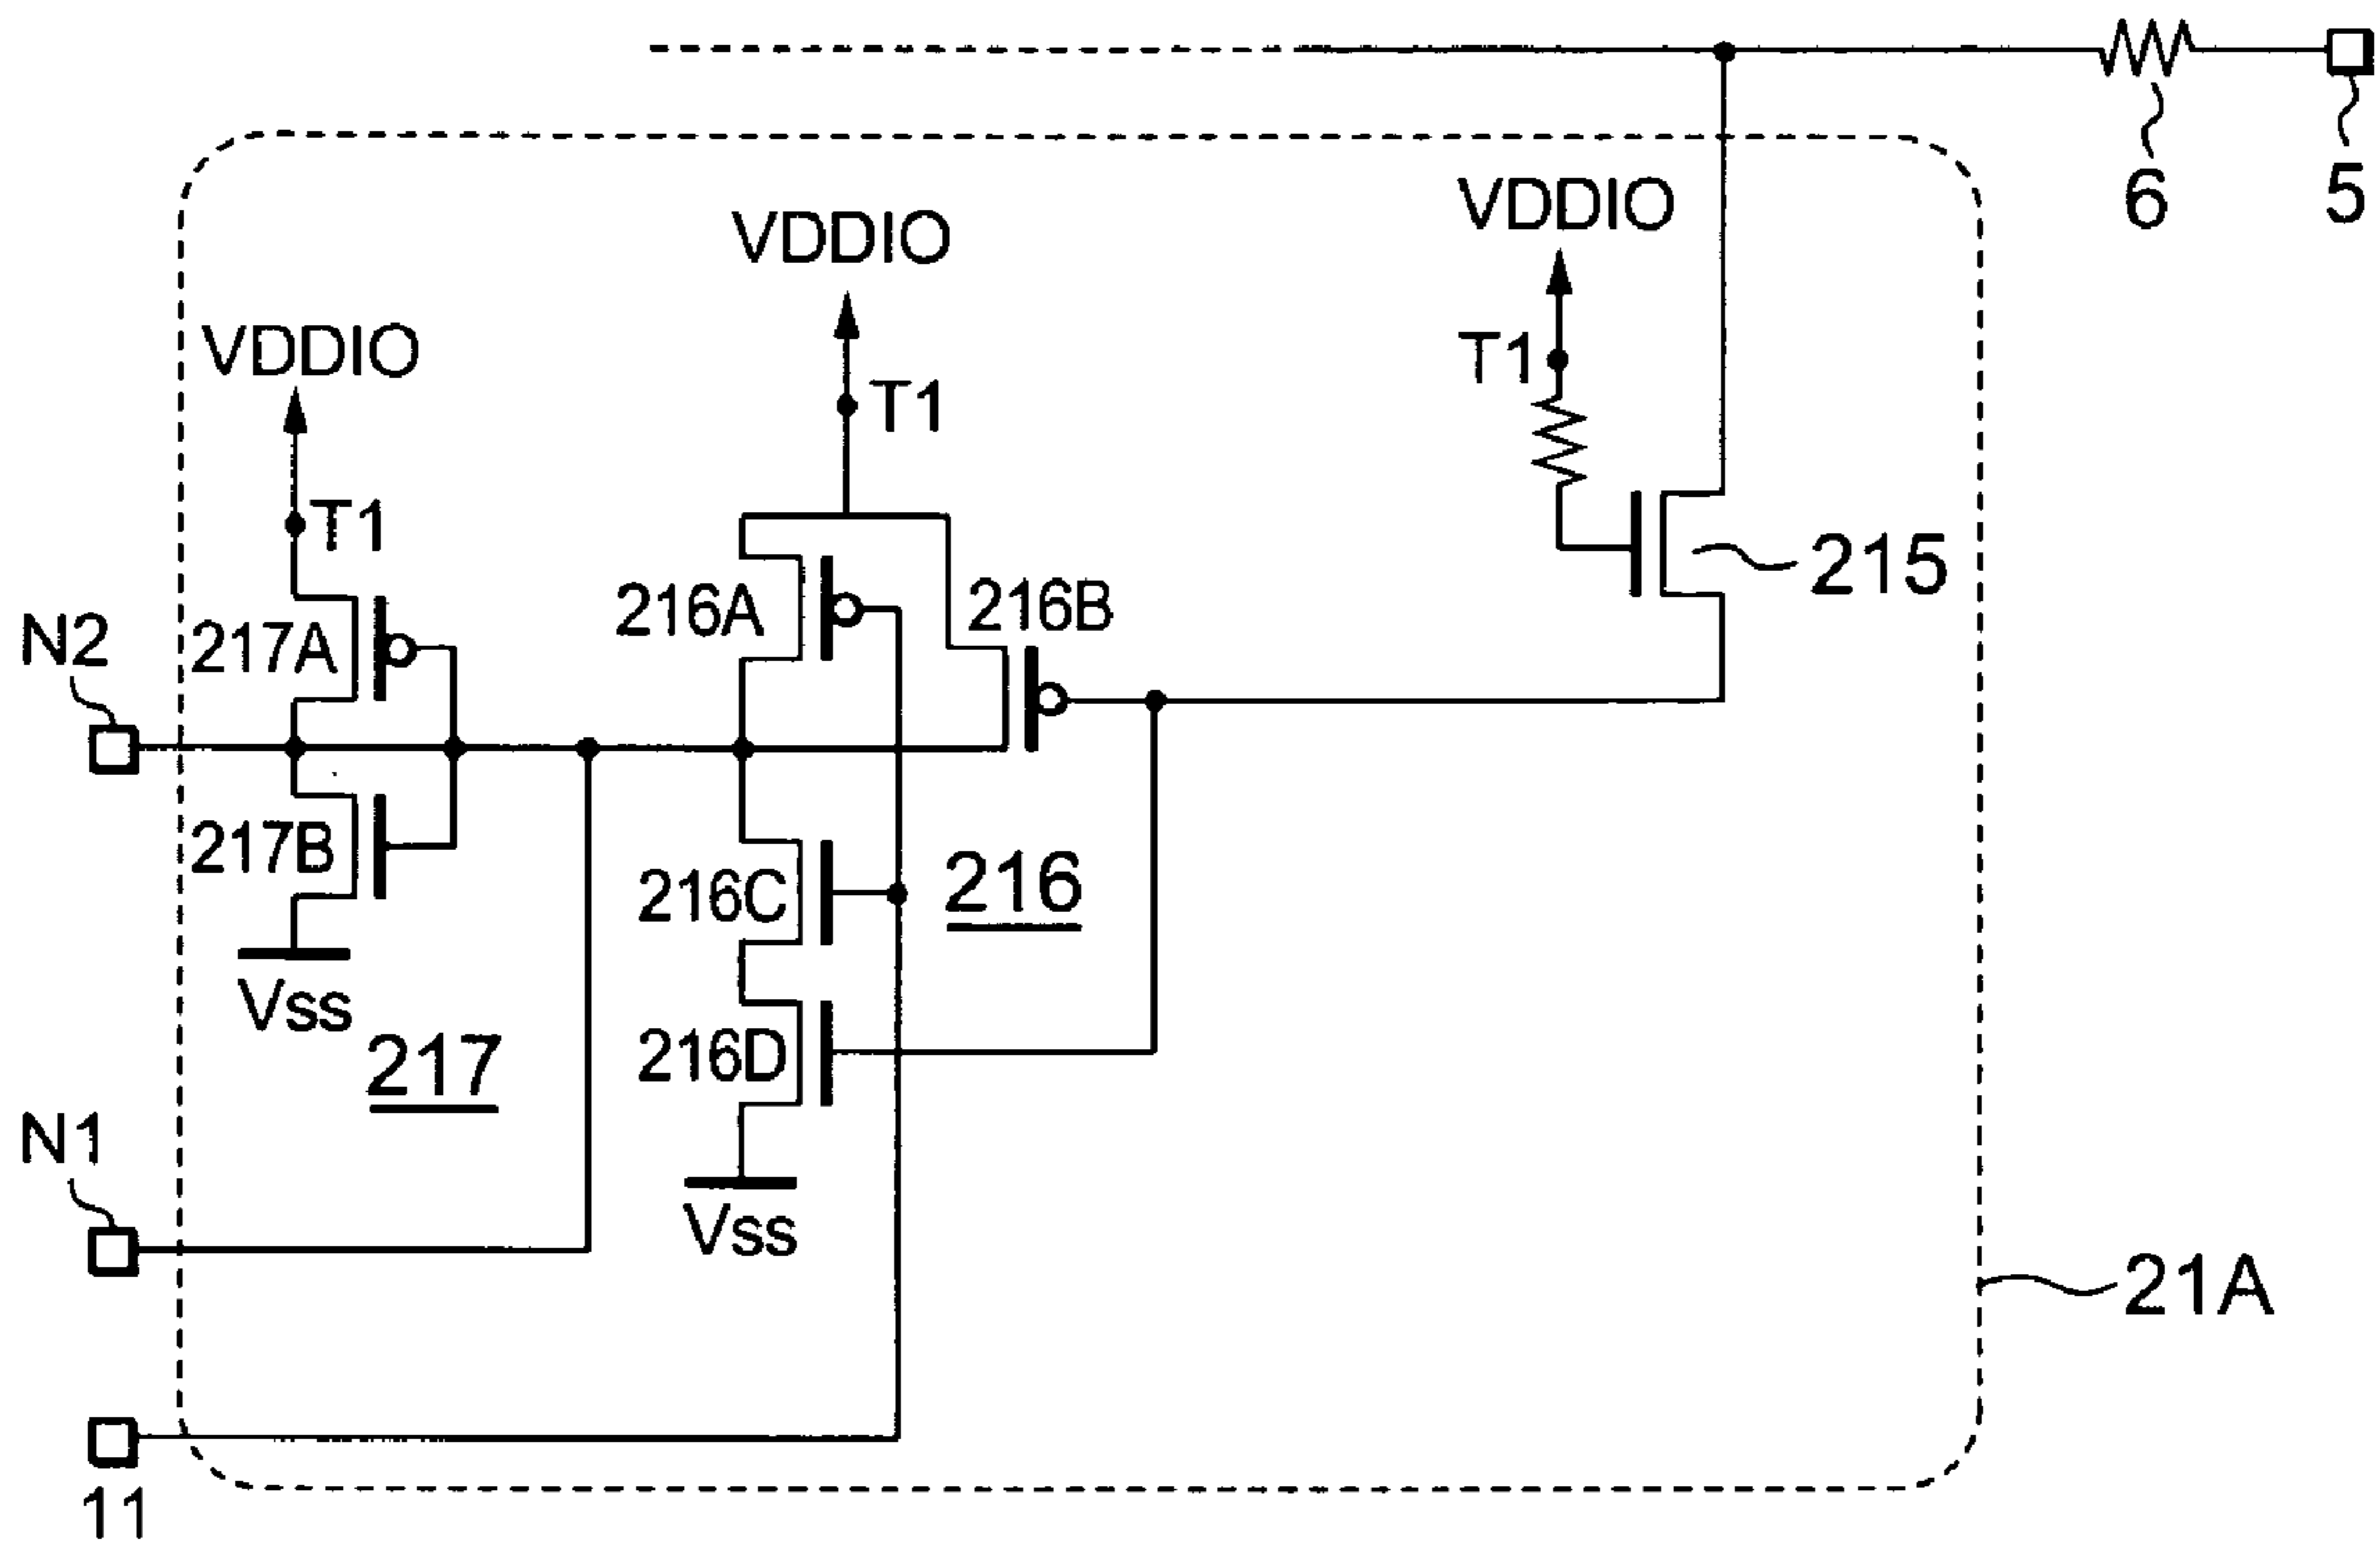 6
5
VDDIO
VDDIO
VDDIO
T1
T1
T1
215
216A
216B
N2
217A
217B
216C
216
Vss
216D
217
N1
Vss
21A
11